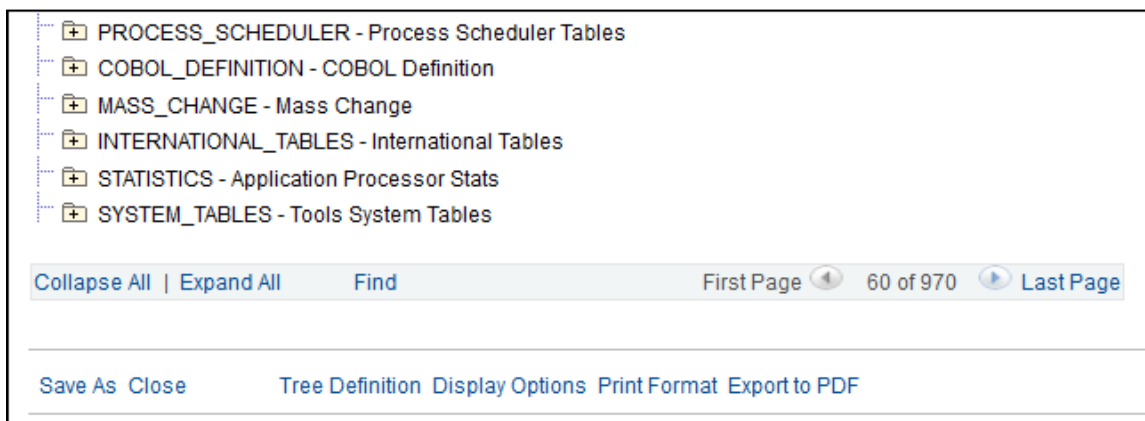 PROCESS_SCHEDULER - Process Scheduler Tables
COBOL_DEFINITION - COBOL Definition
MASS_CHANGE - Mass Change
INTERNATIONAL_TABLES - International Tables
STATISTICS - Application Processor Stats
SYSTEM_TABLES - Tools System Tables
Collapse All | Expand All Find First Page 60 of 970 Last Page
Save As Close Tree Definition Display Options Print Format Export to PDF